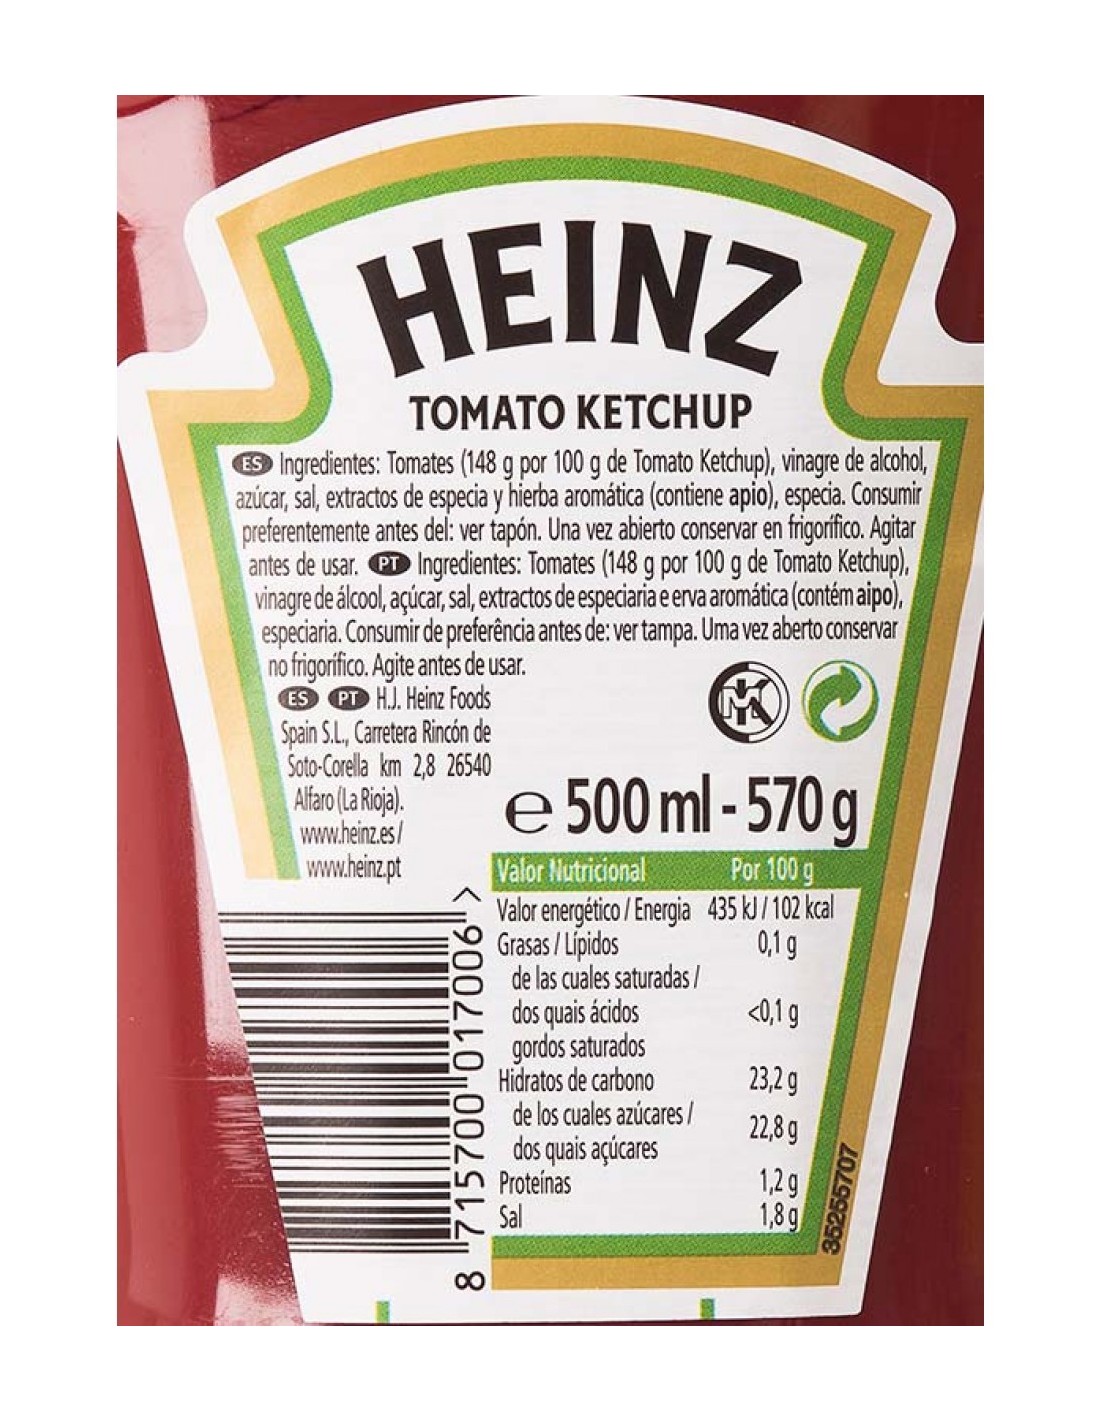 HEINZ
TOMATO KETCHUP
ES Ingredientes: Tomates (148 g por 100 g de Tomato Ketchup), vinagre de alcohol,
azúcar, sal, extractos de especia y hierba aromática (contiene apio), especia. Consumir
preferentemente antes del: ver tapón. Una vez abierto conservar en frigorífico. Agitar
antes de usar. PT Ingredientes: Tomates (148 g por 100 g de Tomato Ketchup),
vinagre de álcool, açúcar, sal, extractos de especiaria e erva aromática (contém aipo),
especiaria. Consumir de preferência antes de: ver tampa. Uma vez aberto conservar
no frigorífico. Agite antes de usar.
ES PT H.J. Heinz Foods
Spain S.L., Carretera Rincón de
Soto-Corella km 2,8 26540
Alfaro (La Rioja).
www.heinz.es /
www.heinz.pt
K
e 500 ml - 570 g
Valor Nutricional Por 100 g
Valor energético / Energia 435 kJ / 102 kcal
Grasas / Lípidos 0,1 g
de las cuales saturadas /
dos quais ácidos <0,1 g
gordos saturados
Hidratos de carbono 23,2 g
de los cuales azúcares / 22,8 g
dos quais açúcares
Proteínas 1,2 g
Sal 1,8 g
8 715700 017006 >
35255707